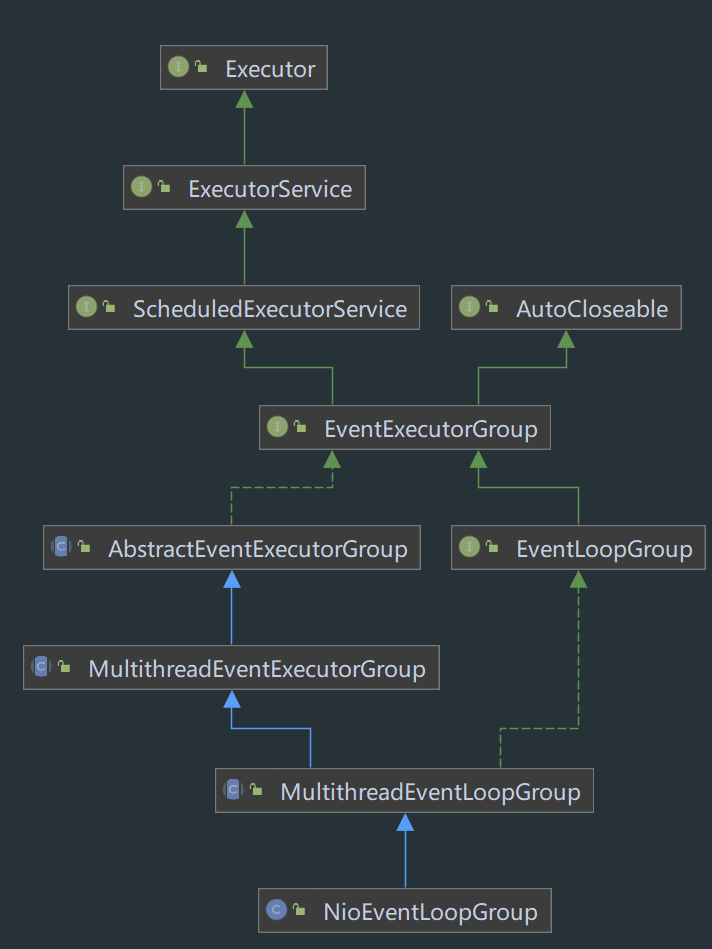 Executor
ExecutorService
ScheduledExecutorService
AutoCloseable
EventExecutorGroup
AbstractEventExecutorGroup
EventLoopGroup
MultithreadEventExecutorGroup
MultithreadEventLoopGroup
NioEventLoopGroup